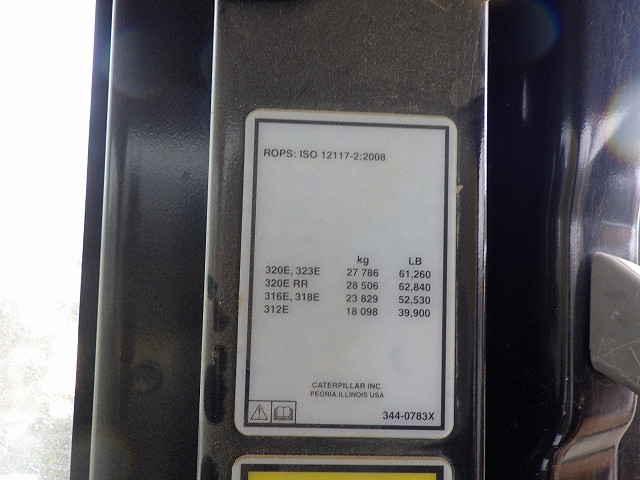 ROPS: ISO 12117-2:2008
kg LB
320E, 323E 27 786 61,260
320E RR 28 506 62,840
316E, 318E 23 829 52,530
312E 18 098 39,900
CATERPILLAR INC.
PEORIA.ILLINOIS USA
344-0783X